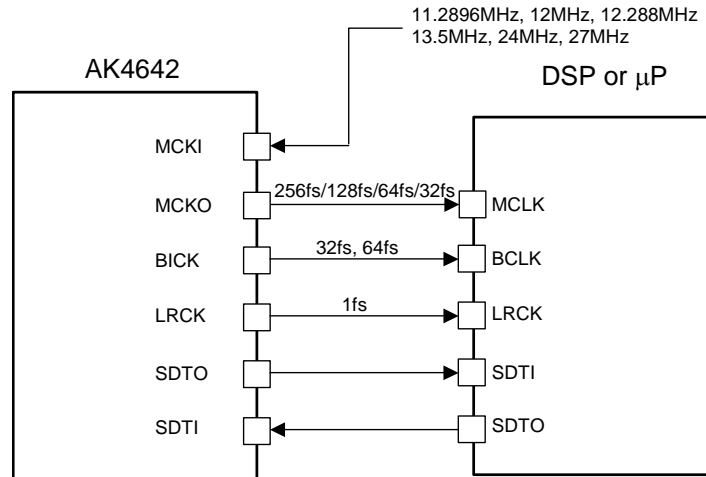 11.2896MHz, 12MHz, 12.288MHz
13.5MHz, 24MHz, 27MHz
AK4642
DSP or μP
MCKI
MCKO
256fs/128fs/64fs/32fs
MCLK
BICK
32fs, 64fs
BCLK
LRCK
1fs
LRCK
SDTO
SDTI
SDTI
SDTO